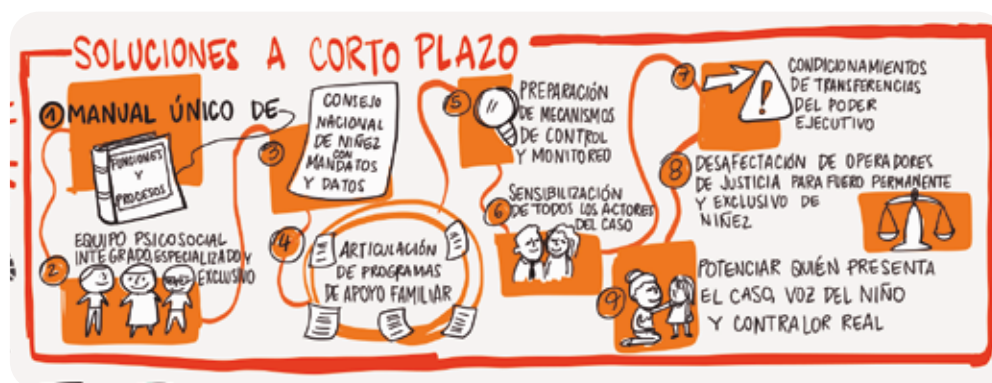 SOLUCIONES A CORTO PLAZO
1 MANUAL ÚNICO DE
FUNCIONES
Y
PROCESOS
2 EQUIPO PSICOSOCIAL
INTEGRADO, ESPECIALIZADO Y
EXCLUSIVO
3 CONSEJO
NACIONAL
DE NIÑEZ
CON
MANDATOS
Y DATOS
4 ARTICULACIÓN
DE PROGRAMAS
DE APOYO FAMILIAR
5 PREPARACIÓN
DE MECANISMOS
DE CONTROL
Y MONITOREO
6 SENSIBILIZACIÓN
DE TODOS LOS ACTORES
DEL CASO
7 CONDICIONAMIENTOS
DE TRANSFERENCIAS
DEL PODER
EJECUTIVO
8 DESAFECTACIÓN DE OPERADORES
DE JUSTICIA PARA FUERO PERMANENTE
Y EXCLUSIVO DE
NIÑEZ
9 POTENCIAR QUIÉN PRESENTA
EL CASO, VOZ DEL NIÑO
Y CONTRALOR REAL